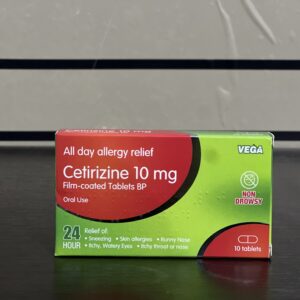 All day allergy relief
VEGA
Cetirizine 10 mg
Film-coated Tablets BP
Oral Use
NON
DROWSY
24
HOUR
Relief of:
• Sneezing • Skin allergies • Runny Nose
• Itchy, Watery Eyes • Itchy throat or nose
10 tablets